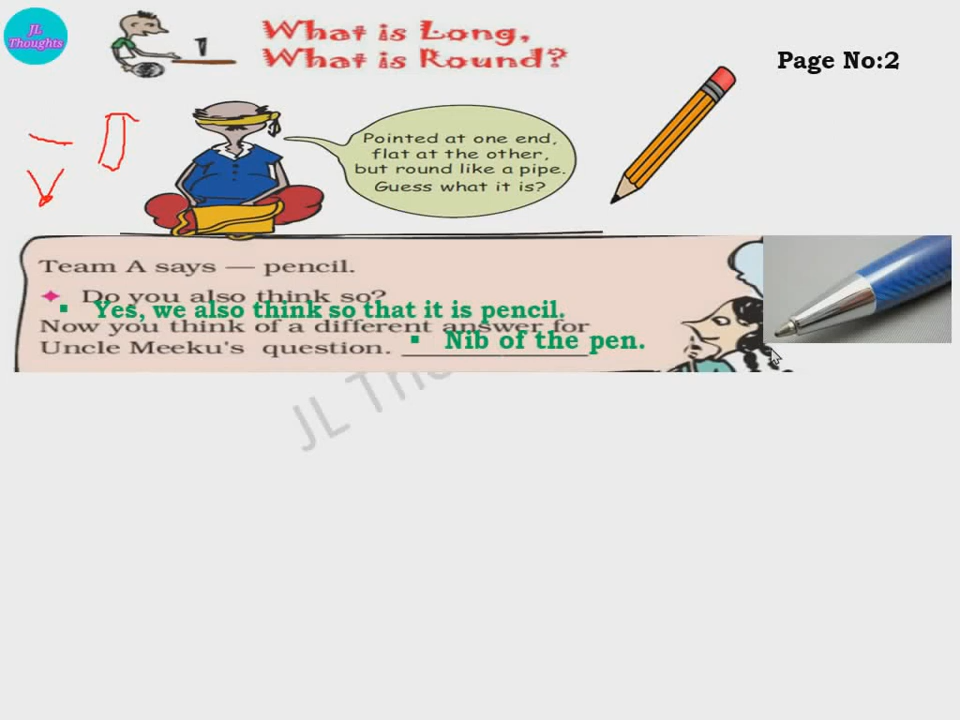 JL
Thoughts
1
What is Long,
What is Round?
Page No:2
Pointed at one end,
flat at the other,
but round like a pipe.
Guess what it is?
Team A says — pencil.
Do you also think so?
Yes, we also think so that it is pencil.
Now you think of a different answer for
Uncle Meeku's question. ____________
Nib of the pen.